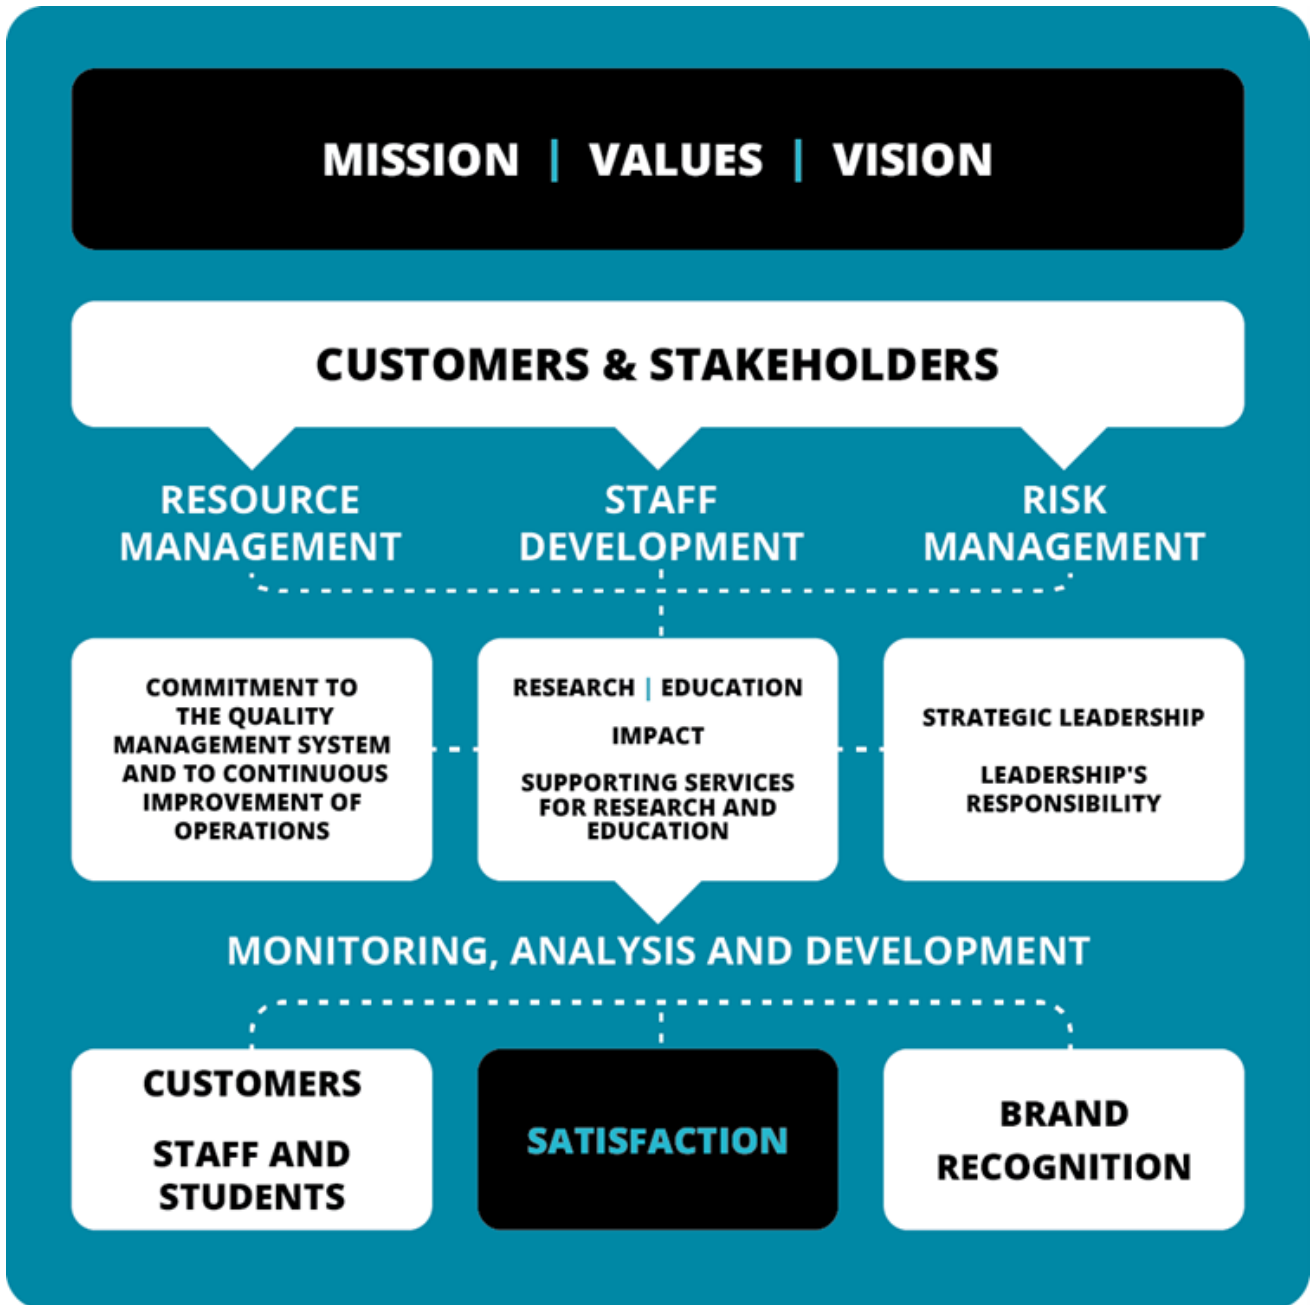 MISSION | VALUES | VISION
CUSTOMERS & STAKEHOLDERS
RESOURCE
MANAGEMENT
STAFF
DEVELOPMENT
RISK
MANAGEMENT
COMMITMENT TO
THE QUALITY
MANAGEMENT SYSTEM
AND TO CONTINUOUS
IMPROVEMENT OF
OPERATIONS
RESEARCH | EDUCATION
IMPACT
SUPPORTING SERVICES
FOR RESEARCH AND
EDUCATION
STRATEGIC LEADERSHIP
LEADERSHIP'S
RESPONSIBILITY
MONITORING, ANALYSIS AND DEVELOPMENT
CUSTOMERS
STAFF AND
STUDENTS
SATISFACTION
BRAND
RECOGNITION